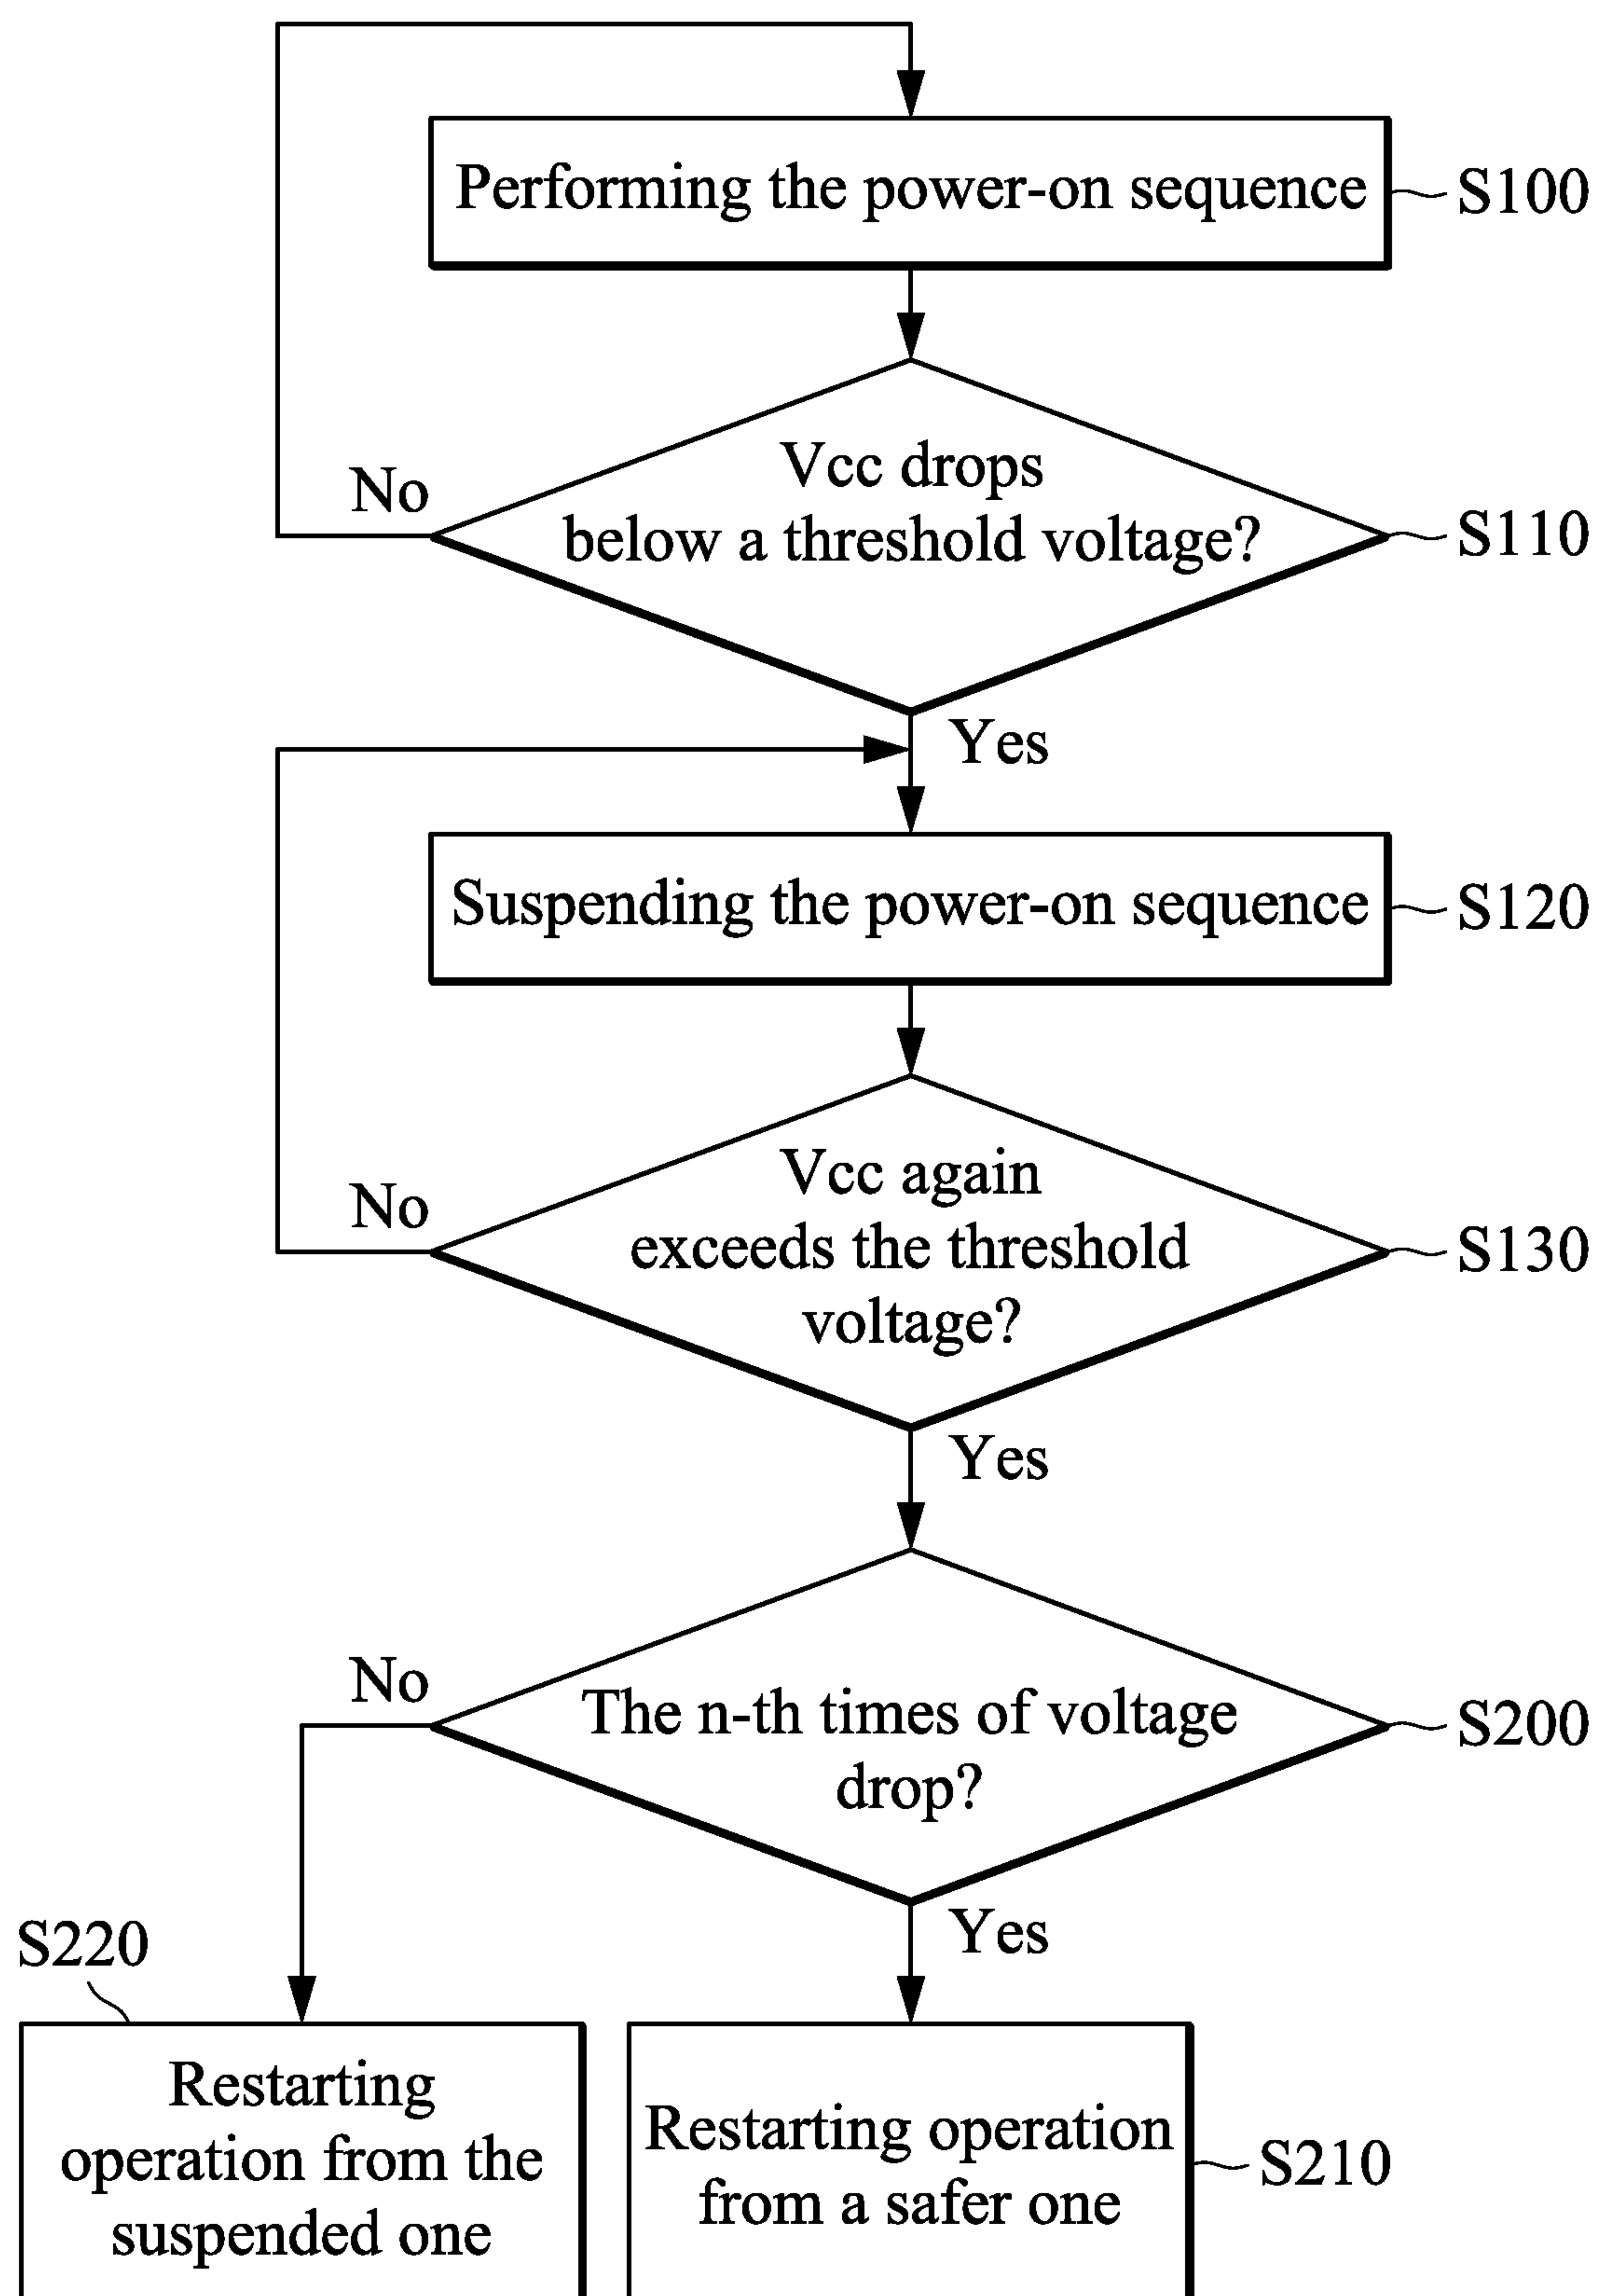 Performing the power-on sequence
S100
Vcc drops
below a threshold voltage?
S110
No
Yes
Suspending the power-on sequence
S120
Vcc again
exceeds the threshold
voltage?
S130
No
Yes
The n-th times of voltage
drop?
S200
No
Yes
S220
Restarting
operation from the
suspended one
Restarting operation
from a safer one
S210